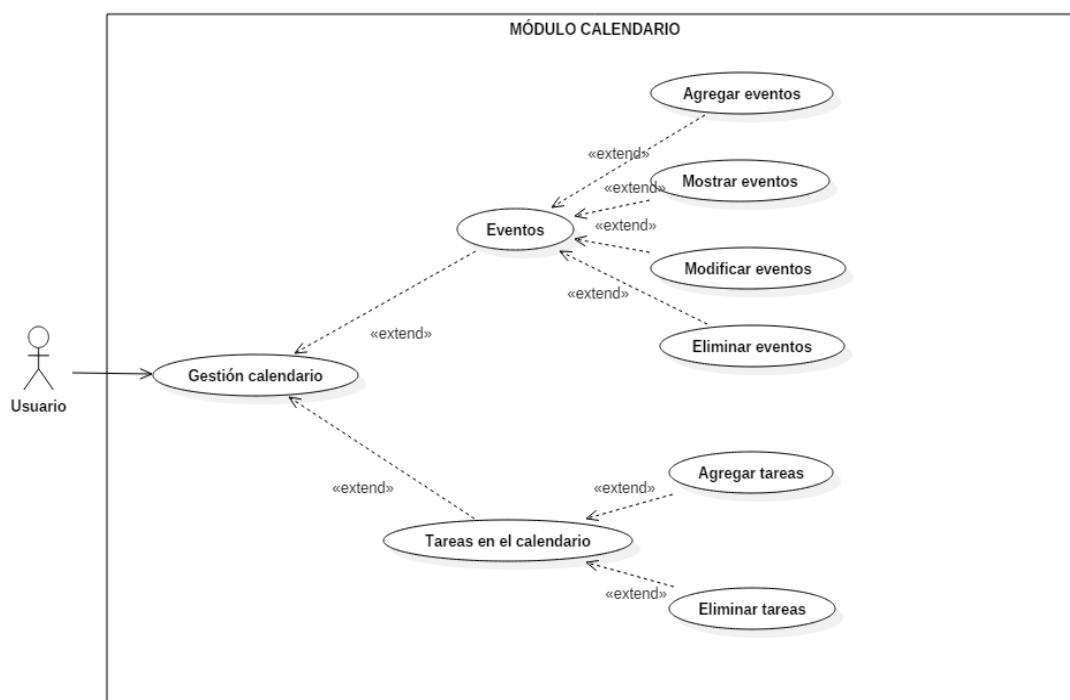 MÓDULO CALENDARIO
Agregar eventos
«extend»
Mostrar eventos
«extend»
«extend»
Eventos
Modificar eventos
«extend»
«extend»
Eliminar eventos
Gestión calendario
Usuario
Agregar tareas
«extend»
«extend»
Tareas en el calendario
«extend»
Eliminar tareas